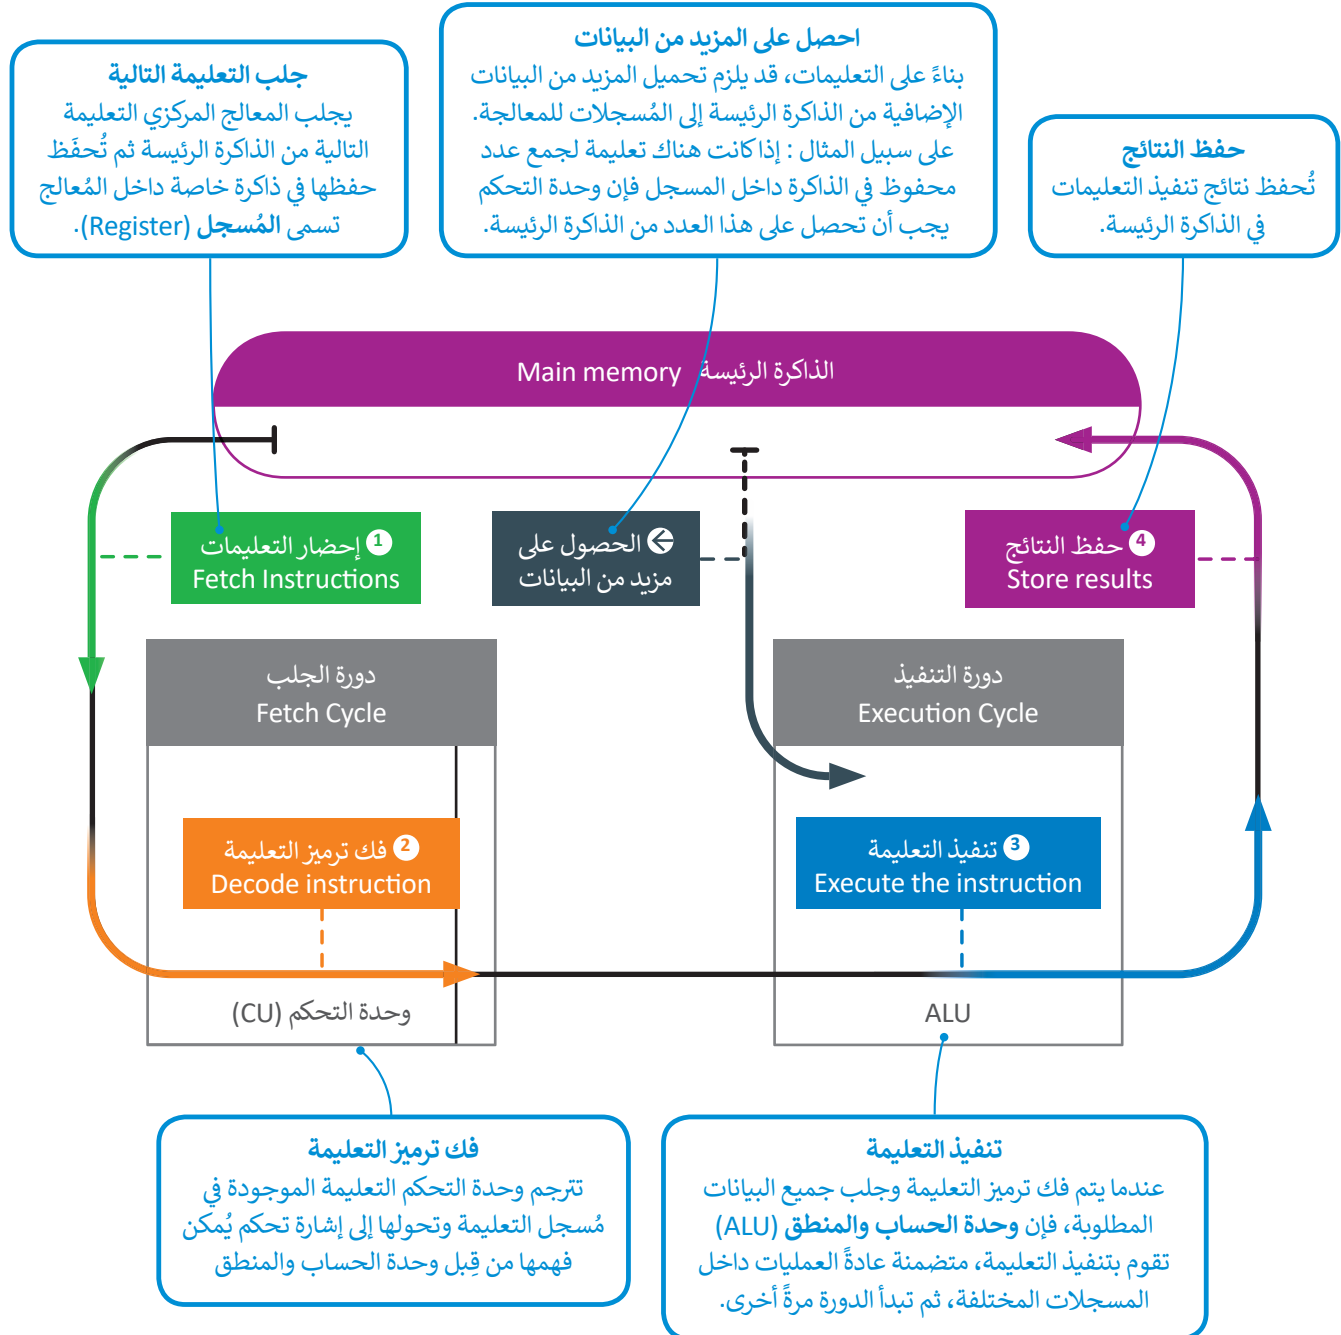 احصل على المزيد من البيانات
بناءً على التعليمات، قد يلزم تحميل المزيد من البيانات
الإضافية من الذاكرة الرئيسة إلى المُسجلات للمعالجة.
على سبيل المثال : إذا كانت هناك تعليمة لجمع عدد
محفوظ في الذاكرة داخل المسجل فإن وحدة التحكم
يجب أن تحصل على هذا العدد من الذاكرة الرئيسة.
جلب التعليمة التالية
يجلب المعالج المركزي التعليمة
التالية من الذاكرة الرئيسة ثم تُحفَظ
حفظها في ذاكرة خاصة داخل المُعالج
تسمى المُسجل (Register).
حفظ النتائج
تُحفظ نتائج تنفيذ التعليمات
في الذاكرة الرئيسة.
الذاكرة الرئيسة Main memory
1 إحضار التعليمات
Fetch Instructions
الحصول على
مزيد من البيانات
4 حفظ النتائج
Store results
دورة الجلب
Fetch Cycle
دورة التنفيذ
Execution Cycle
2 فك ترميز التعليمة
Decode instruction
3 تنفيذ التعليمة
Execute the instruction
وحدة التحكم (CU)
ALU
فك ترميز التعليمة
تترجم وحدة التحكم التعليمة الموجودة في
مُسجل التعليمة وتحولها إلى إشارة تحكم يُمكن
فهمها من قِبل وحدة الحساب والمنطق
تنفيذ التعليمة
عندما يتم فك ترميز التعليمة وجلب جميع البيانات
المطلوبة، فإن وحدة الحساب والمنطق (ALU)
تقوم بتنفيذ التعليمة، متضمنة عادةً العمليات داخل
المسجلات المختلفة، ثم تبدأ الدورة مرةً أخرى.